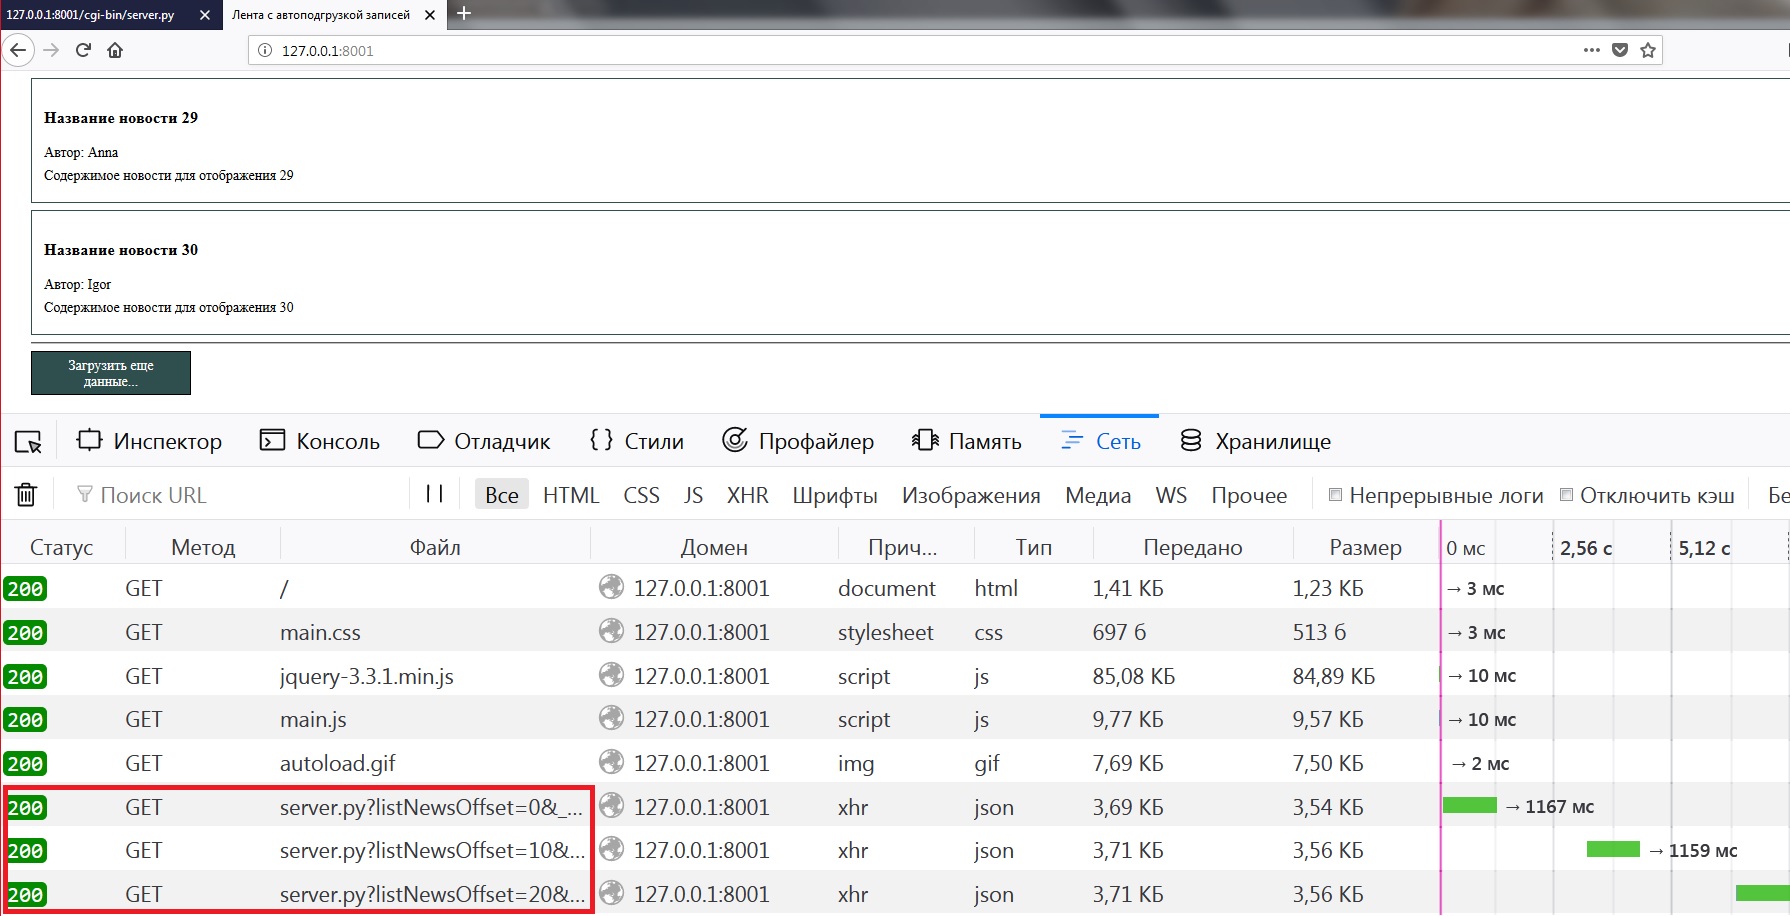 127.0.0.1:8001/cgi-bin/server.py
Лента с автоподгрузкой записей
127.0.0.1:8001
Название новости 29
Автор: Anna
Содержимое новости для отображения 29
Название новости 30
Автор: Igor
Содержимое новости для отображения 30
Загрузить еще
данные...
Инспектор Консоль Отладчик Стили Профайлер Память Сеть Хранилище
Поиск URL Все HTML CSS JS XHR Шрифты Изображения Медиа WS Прочее Непрерывные логи Отключить кэш Бе
Статус Метод Файл Домен Прич... Тип Передано Размер 0 мс 2,56 с 5,12 с
200 GET / 127.0.0.1:8001 document html 1,41 КБ 1,23 КБ → 3 мс
200 GET main.css 127.0.0.1:8001 stylesheet css 697 б 513 б → 3 мс
200 GET jquery-3.3.1.min.js 127.0.0.1:8001 script js 85,08 КБ 84,89 КБ → 10 мс
200 GET main.js 127.0.0.1:8001 script js 9,77 КБ 9,57 КБ → 10 мс
200 GET autoload.gif 127.0.0.1:8001 img gif 7,69 КБ 7,50 КБ → 2 мс
200 GET server.py?listNewsOffset=0&_... 127.0.0.1:8001 xhr json 3,69 КБ 3,54 КБ → 1167 мс
200 GET server.py?listNewsOffset=10&... 127.0.0.1:8001 xhr json 3,71 КБ 3,56 КБ → 1159 мс
200 GET server.py?listNewsOffset=20&... 127.0.0.1:8001 xhr json 3,71 КБ 3,56 КБ